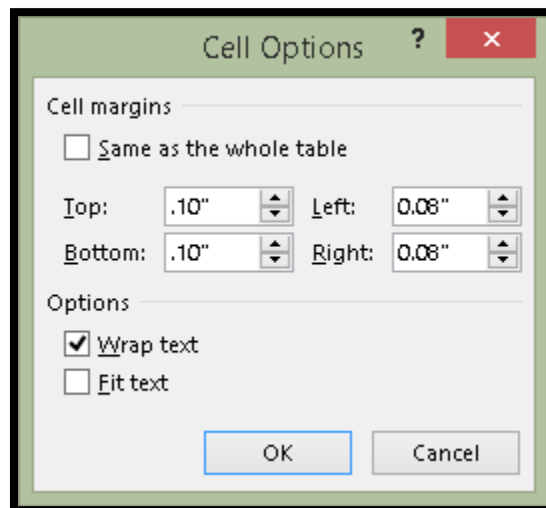 Cell Options ?
Cell margins
Same as the whole table
Top: .10" Left: 0.08"
Bottom: .10" Right: 0.08"
Options
Wrap text
Fit text
OK Cancel